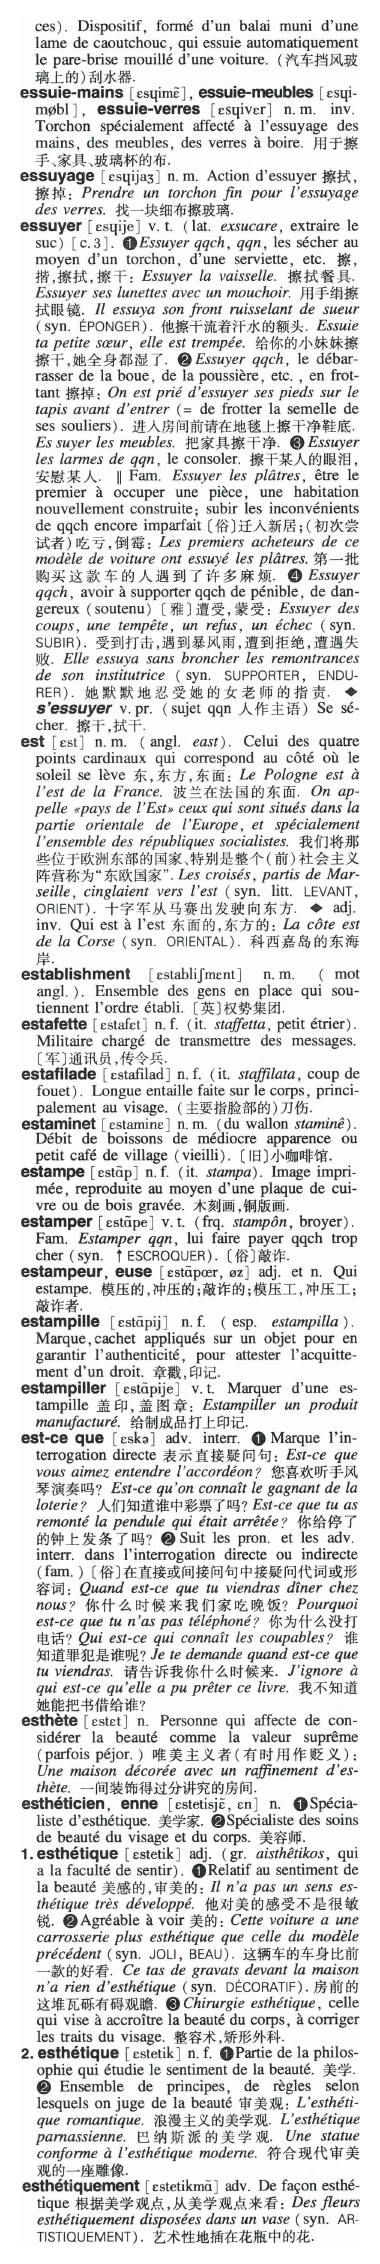 ces). Dispositif, formé d'un balai muni d'une
lame de caoutchouc, qui essuie automatiquement
le pare-brise mouillé d'une voiture. (汽车挡风玻
璃上的)刮水器.
essuie-mains [ɛsɥimɛ̃], essuie-meubles [ɛsɥi-
møbl], essuie-verres [ɛsɥivɛr] n. m. inv.
Torchon spécialement affecté à l'essuyage des
mains, des meubles, des verres à boire. 用于擦
手、家具、玻璃杯的布.
essuyage [ɛsɥijaʒ] n. m. Action d'essuyer 擦拭,
擦掉: Prendre un torchon fin pour l'essuyage
des verres. 找一块细布擦玻璃.
essuyer [ɛsɥije] v. t. (lat. exsucare, extraire le
suc) [c. 3]. ❶Essuyer qqch, qqn, les sécher au
moyen d'un torchon, d'une serviette, etc. 擦,
揩,擦拭,擦干: Essuyer la vaisselle. 擦拭餐具.
Essuyer ses lunettes avec un mouchoir. 用手绢擦
拭眼镜. Il essuya son front ruisselant de sueur
(syn. ÉPONGER). 他擦干流着汗水的额头. Essuie
ta petite sœur, elle est trempée. 给你的小妹妹擦
擦干,她全身都湿了. ❷ Essuyer qqch, le débar-
rasser de la boue, de la poussière, etc., en frot-
tant 擦掉: On est prié d'essuyer ses pieds sur le
tapis avant d'entrer (= de frotter la semelle de
ses souliers). 进入房间前请在地毯上擦干净鞋底.
Es suyer les meubles. 把家具擦干净. ❸Essuyer
les larmes de qqn, le consoler. 擦干某人的眼泪,
安慰某人. ‖ Fam. Essuyer les plâtres, être le
premier à occuper une pièce, une habitation
nouvellement construite; subir les inconvénients
de qqch encore imparfait [俗]迁入新居;(初次尝
试者)吃亏,倒霉: Les premiers acheteurs de ce
modèle de voiture ont essuyé les plâtres. 第一批
购买这款车的人遇到了许多麻烦. ❹ Essuyer
qqch, avoir à supporter qqch de pénible, de dan-
gereux (soutenu) [雅]遭受,蒙受: Essuyer des
coups, une tempête, un refus, un échec (syn.
SUBIR). 受到打击,遇到暴风雨,遭到拒绝,遭遇失
败. Elle essuya sans broncher les remontrances
de son institutrice (syn. SUPPORTER, ENDU-
RER). 她默默地忍受她的女老师的指责. ◆
s'essuyer v. pr. (sujet qqn 人作主语) Se sé-
cher. 擦干,拭干.
est [ɛst] n. m. (angl. east). Celui des quatre
points cardinaux qui correspond au côté où le
soleil se lève 东,东方,东面: Le Pologne est à
l'est de la France. 波兰在法国的东面. On ap-
pelle «pays de l'Est» ceux qui sont situés dans la
partie orientale de l'Europe, et spécialement
l'ensemble des républiques socialistes. 我们将那
些位于欧洲东部的国家、特别是整个(前)社会主义
阵营称为“东欧国家”. Les croisés, partis de Mar-
seille, cinglaient vers l'est (syn. litt. LEVANT,
ORIENT). 十字军从马赛出发驶向东方. ◆ adj.
inv. Qui est à l'est 东面的,东方的: La côte est
de la Corse (syn. ORIENTAL). 科西嘉岛的东海
岸.
establishment [ɛstabliʃmɛnt] n. m. ( mot
angl.). Ensemble des gens en place qui sou-
tiennent l'ordre établi. [英]权势集团.
estafette [ɛstafɛt] n. f. (it. staffetta, petit étrier).
Militaire chargé de transmettre des messages.
[军]通讯员,传令兵.
estafilade [ɛstafilad] n. f. (it. staffilata, coup de
fouet). Longue entaille faite sur le corps, princi-
palement au visage. (主要指脸部的)刀伤.
estaminet [ɛstaminɛ] n. m. (du wallon staminê).
Débit de boissons de médiocre apparence ou
petit café de village (vieilli). [旧]小咖啡馆.
estampe [ɛstɑ̃p] n. f. (it. stampa). Image impri-
mée, reproduite au moyen d'une plaque de cui-
vre ou de bois gravée. 木刻画,铜版画.
estamper [ɛstɑ̃pe] v. t. (frq. stampôn, broyer).
Fam. Estamper qqn, lui faire payer qqch trop
cher (syn. ↑ESCROQUER). [俗]敲诈.
estampeur, euse [ɛstɑ̃pœr, øz] adj. et n. Qui
estampe. 模压的,冲压的;敲诈的;模压工,冲压工;
敲诈者.
estampille [ɛstɑ̃pij] n. f. ( esp. estampilla ).
Marque, cachet appliqués sur un objet pour en
garantir l'authenticité, pour attester l'acquitte-
ment d'un droit. 章戳,印记.
estampiller [ɛstɑ̃pije] v. t. Marquer d'une es-
tampille 盖印,盖图章: Estampiller un produit
manufacturé. 给制成品打上印记.
est-ce que [ɛskə] adv. interr. ❶ Marque l'in-
terrogation directe 表示直接疑问句: Est-ce que
vous aimez entendre l'accordéon? 您喜欢听手风
琴演奏吗? Est-ce qu'on connaît le gagnant de la
loterie? 人们知道谁中彩票了吗? Est-ce que tu as
remonté la pendule qui était arrêtée? 你给停了
的钟上发条了吗? ❷ Suit les pron. et les adv.
interr. dans l'interrogation directe ou indirecte
(fam.) [俗]在直接或间接问句中接疑问代词或形
容词: Quand est-ce que tu viendras dîner chez
nous? 你什么时候来我们家吃晚饭? Pourquoi
est-ce que tu n'as pas téléphoné? 你为什么没打
电话? Qui est-ce qui connaît les coupables? 谁
知道罪犯是谁呢? Je te demande quand est-ce que
tu viendras. 请告诉我你什么时候来. J'ignore à
qui est-ce qu'elle a pu prêter ce livre. 我不知道
她能把书借给谁?
esthète [ɛstɛt] n. Personne qui affecte de con-
sidérer la beauté comme la valeur suprême
(parfois péjor.) 唯美主义者(有时用作贬义):
Une maison décorée avec un raffinement d'es-
thète. 一间装饰得过分讲究的房间.
esthéticien, enne [ɛstetisjɛ̃, ɛn] n. ❶Spécia-
liste d'esthétique. 美学家. ❷Spécialiste des soins
de beauté du visage et du corps. 美容师.
1. esthétique [ɛstetik] adj. (gr. aisthêtikos, qui
a la faculté de sentir). ❶Relatif au sentiment de
la beauté 美感的,审美的: Il n'a pas un sens es-
thétique très développé. 他对美的感受不是很敏
锐. ❷Agréable à voir 美的: Cette voiture a une
carrosserie plus esthétique que celle du modèle
précédent (syn. JOLI, BEAU). 这辆车的车身比前
一款的好看. Ce tas de gravats devant la maison
n'a rien d'esthétique (syn. DÉCORATIF). 房前的
这堆瓦砾有碍观瞻. ❸ Chirurgie esthétique, celle
qui vise à accroître la beauté du corps, à corriger
les traits du visage. 整容术,矫形外科.
2. esthétique [ɛstetik] n. f. ❶Partie de la philos-
ophie qui étudie le sentiment de la beauté. 美学.
❷ Ensemble de principes, de règles selon
lesquels on juge de la beauté 审美观: L'esthéti-
que romantique. 浪漫主义的美学观. L'esthétique
parnassienne. 巴纳斯派的美学观. Une statue
conforme à l'esthétique moderne. 符合现代审美
观的一座雕像.
esthétiquement [ɛstetikmɑ̃] adv. De façon esthé-
tique 根据美学观点,从美学观点来看: Des fleurs
esthétiquement disposées dans un vase (syn. AR-
TISTIQUEMENT). 艺术性地插在花瓶中的花.